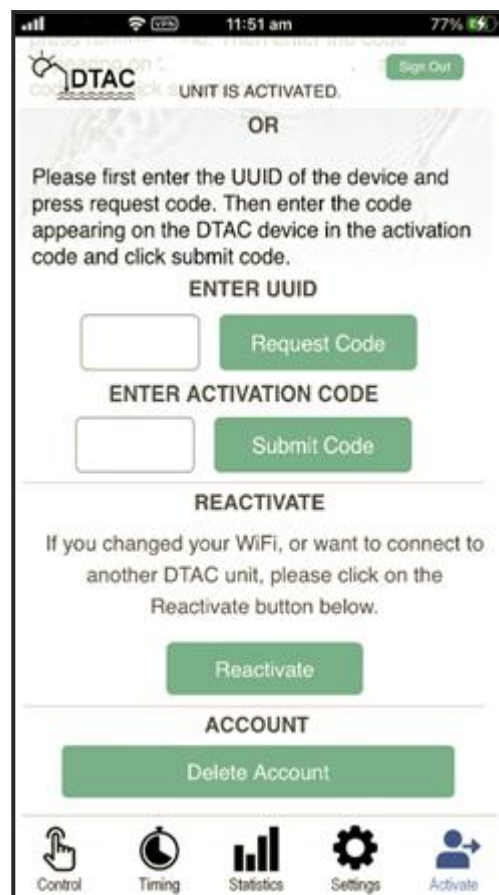 VPN 11:51 am 77%
DTAC
Sign Out
UNIT IS ACTIVATED.
OR
Please first enter the UUID of the device and
press request code. Then enter the code
appearing on the DTAC device in the activation
code and click submit code.
ENTER UUID
Request Code
ENTER ACTIVATION CODE
Submit Code
REACTIVATE
If you changed your WiFi, or want to connect to
another DTAC unit, please click on the
Reactivate button below.
Reactivate
ACCOUNT
Delete Account
Control Timing Statistics Settings Activate